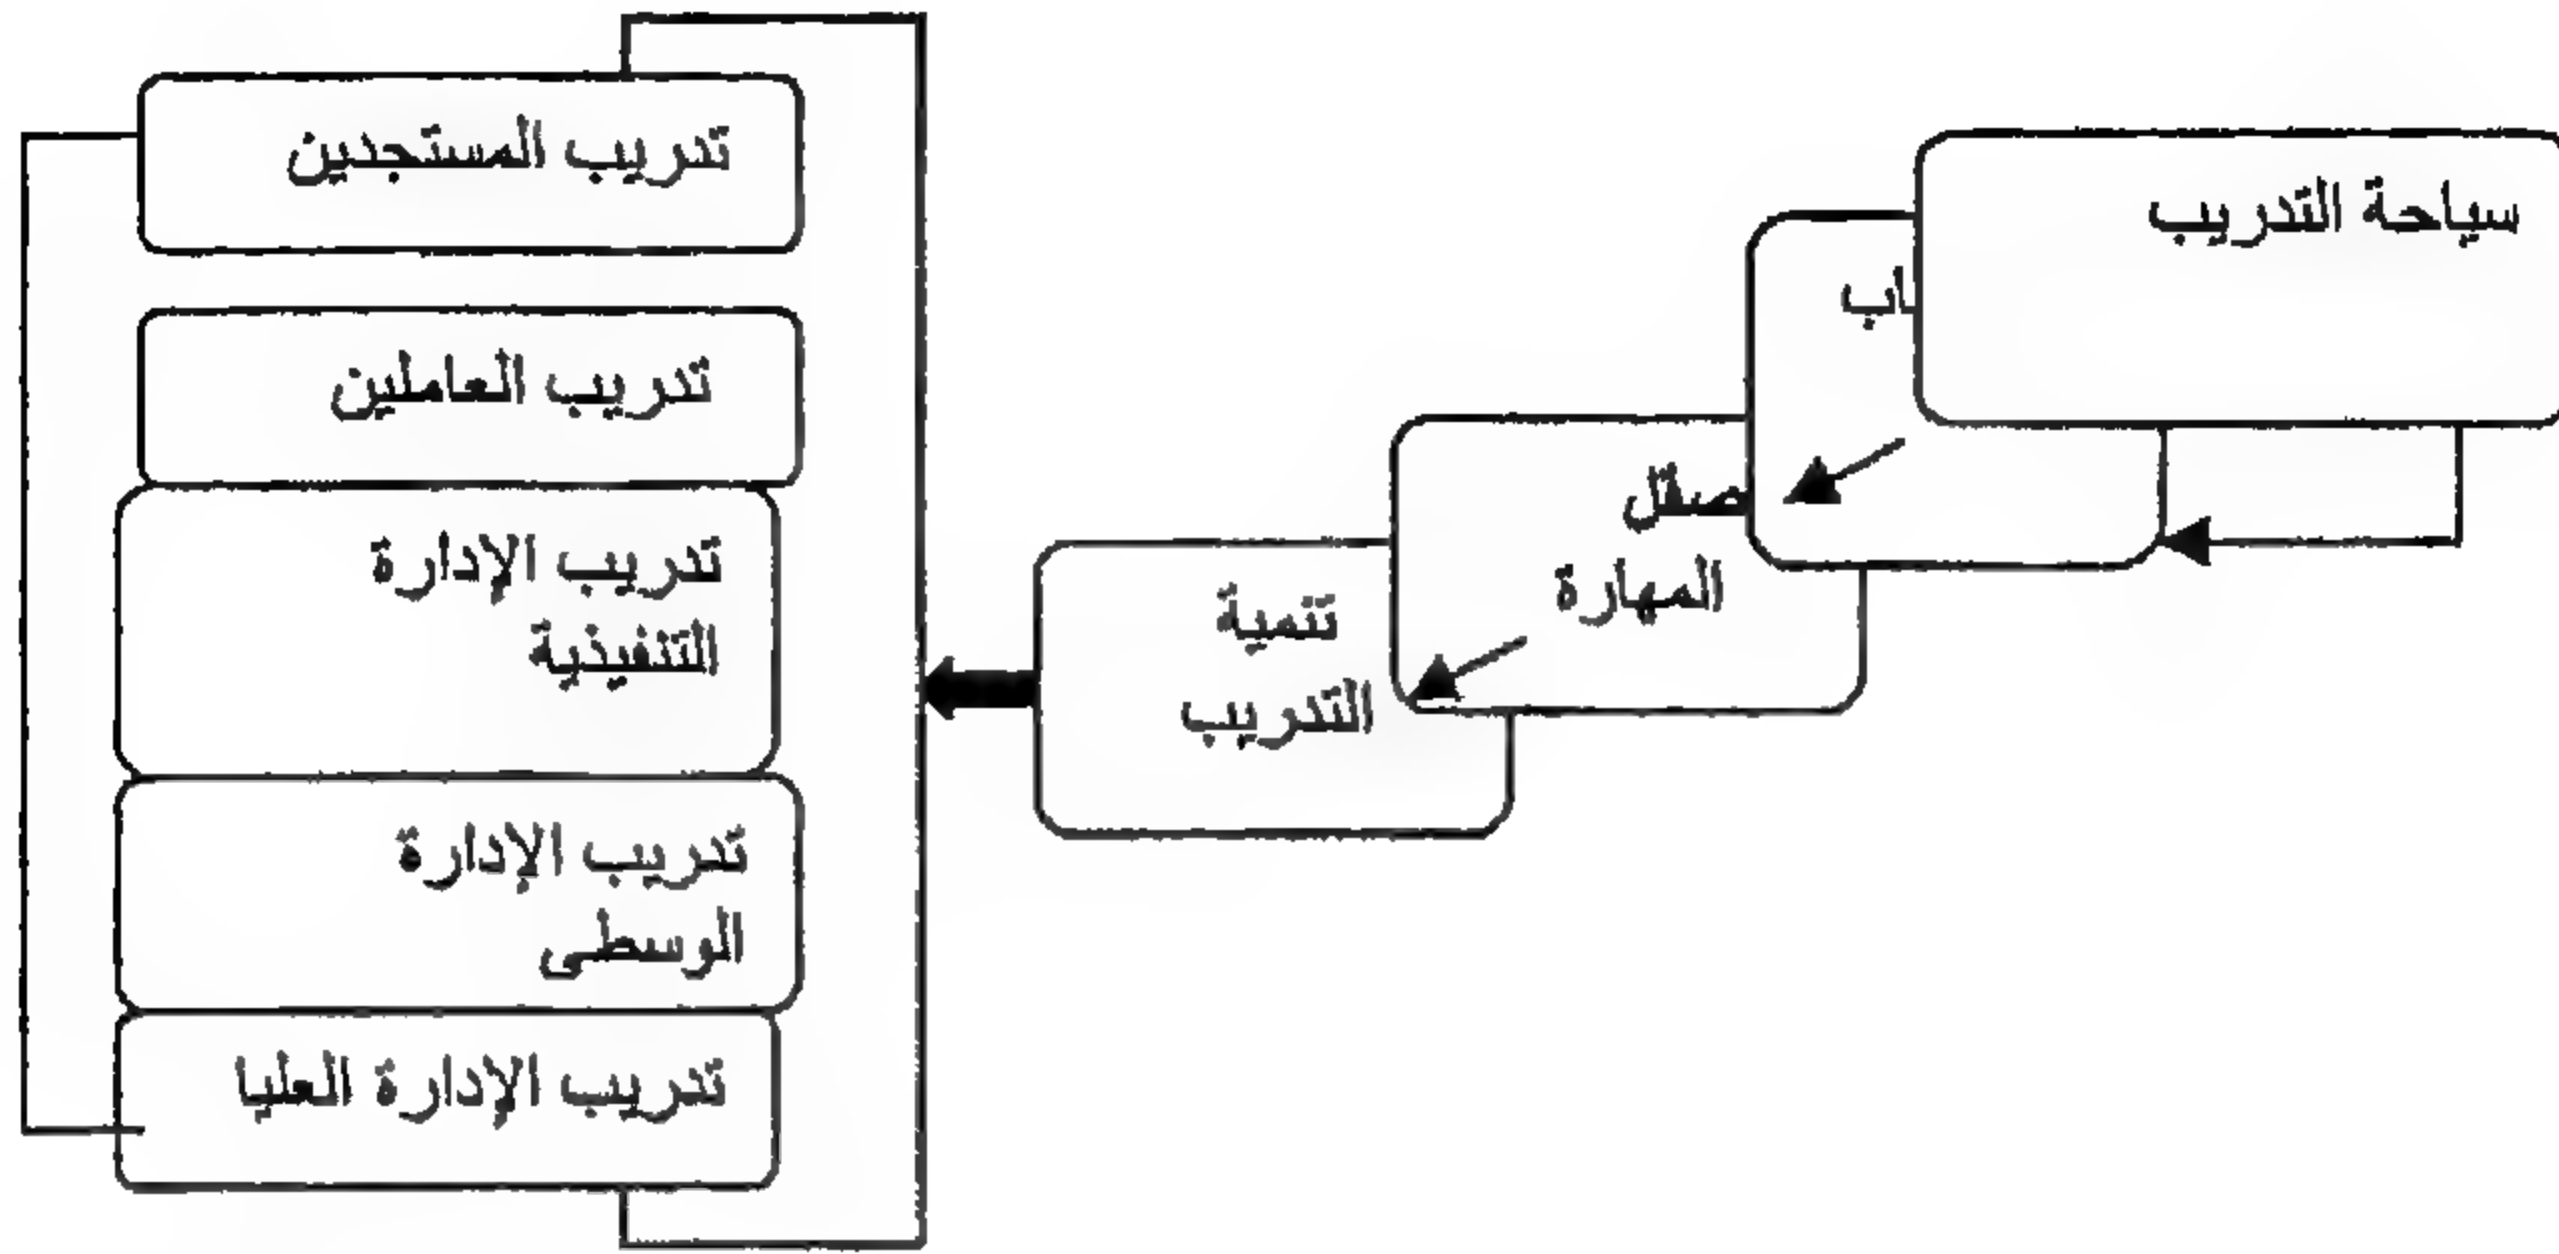 سياحة التدريب
صقل
المهارة
تنمية
التدريب
تدريب المستجدين
تدريب العاملين
تدريب الإدارة
التنفيذية
تدريب الإدارة
الوسطى
تدريب الإدارة العليا